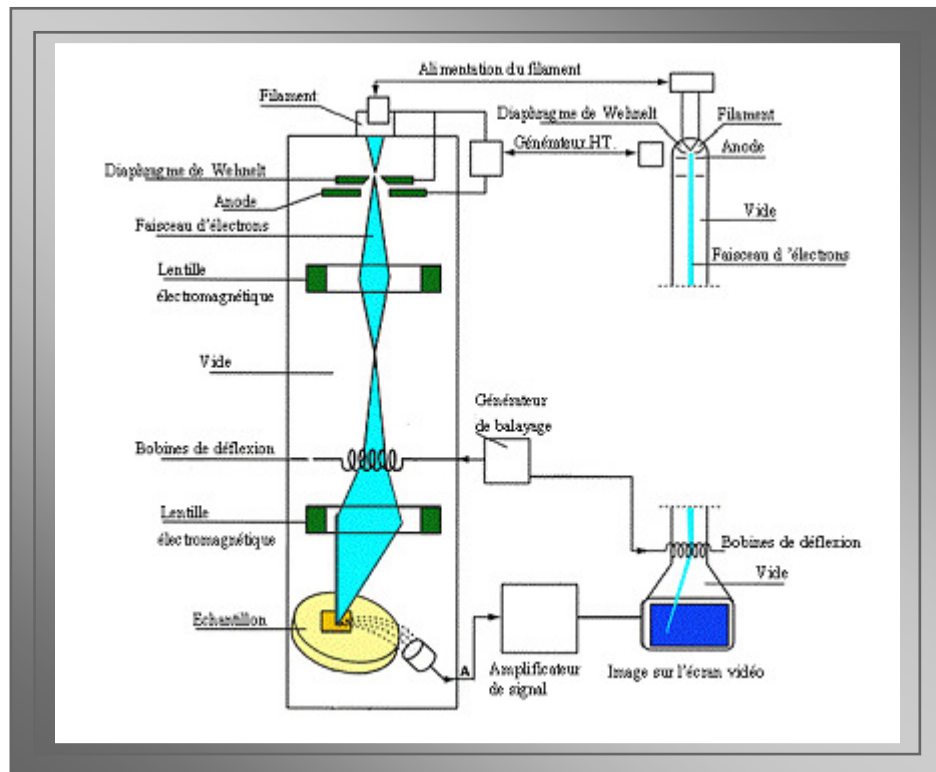 Alimentation du filament
Filament
Diaphragme de Wehnelt
Filament
Générateur HT.
Anode
Diaphragme de Wehnelt
Anode
Vide
Faisceau d'électrons
Faisceau d'électrons
Lentille
électromagnétique
Vide
Générateur
de balayage
Bobines de déflexion
Lentille
électromagnétique
Bobines de déflexion
Vide
Echantillon
A
Amplificateur
de signal
Image sur l'écran vidéo